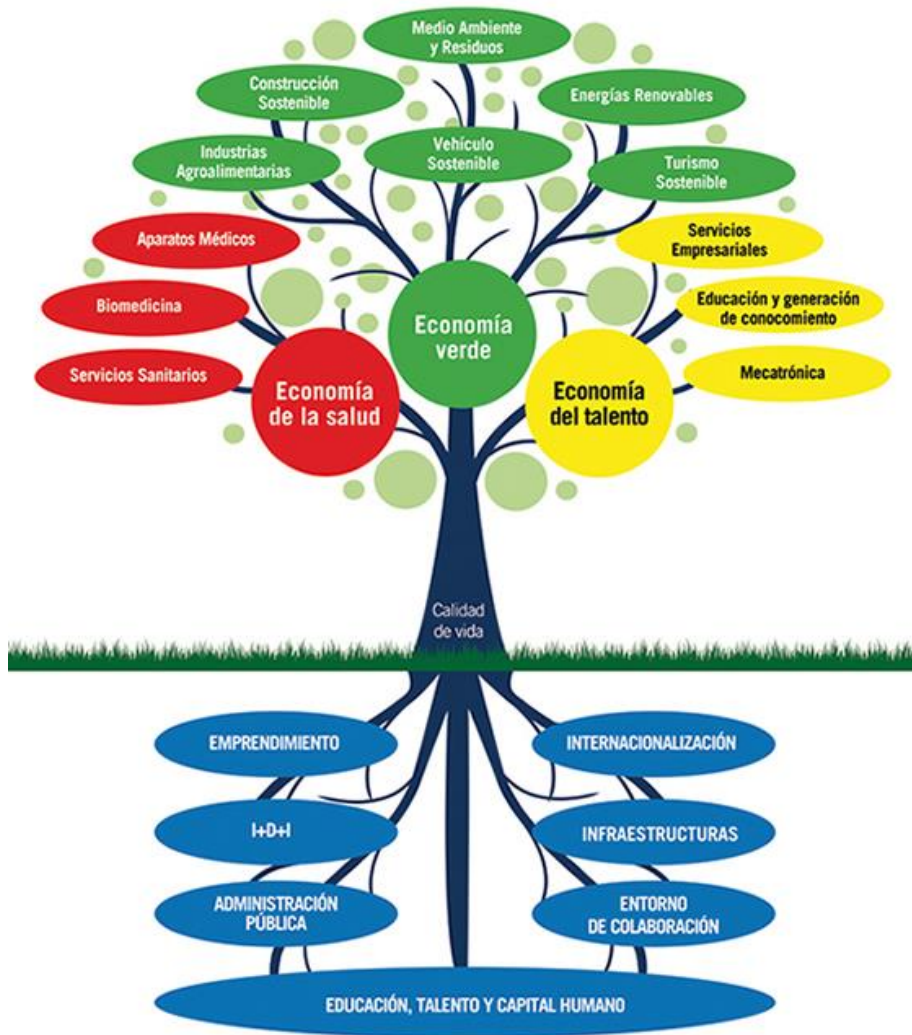 Medio Ambiente
y Residuos
Construcción
Sostenible
Energías Renovables
Industrias
Agroalimentarias
Vehículo
Sostenible
Turismo
Sostenible
Aparatos Médicos
Servicios
Empresariales
Biomedicina
Educación y generación
de conocomiento
Servicios Sanitarios
Mecatrónica
Economía
verde
Economía
de la salud
Economía
del talento
Calidad
de vida
EMPRENDIMIENTO
INTERNACIONALIZACIÓN
I+D+I
INFRAESTRUCTURAS
ADMINISTRACIÓN
PÚBLICA
ENTORNO
DE COLABORACIÓN
EDUCACIÓN, TALENTO Y CAPITAL HUMANO